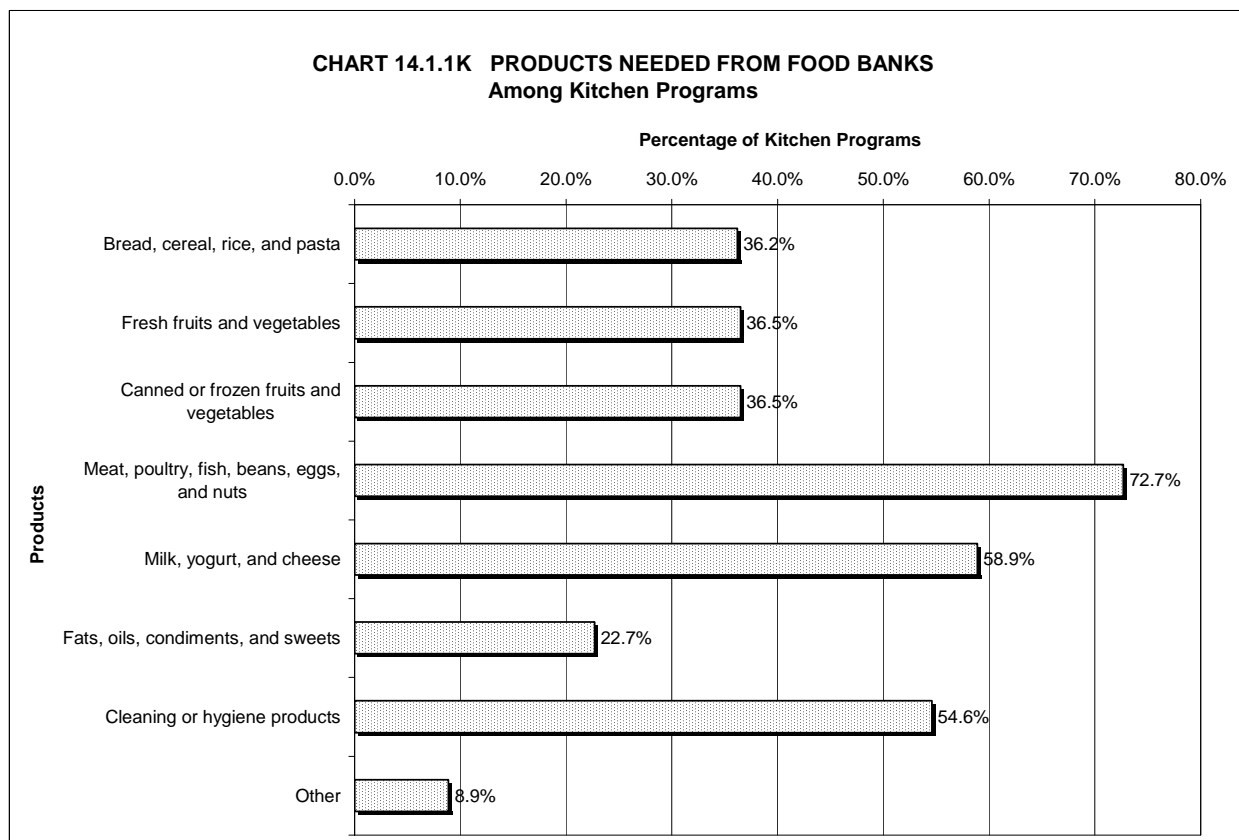 CHART 14.1.1K PRODUCTS NEEDED FROM FOOD BANKS
Among Kitchen Programs
Percentage of Kitchen Programs
0.0% 10.0% 20.0% 30.0% 40.0% 50.0% 60.0% 70.0% 80.0%
Products
Bread, cereal, rice, and pasta 36.2%
Fresh fruits and vegetables 36.5%
Canned or frozen fruits and
vegetables 36.5%
Meat, poultry, fish, beans, eggs,
and nuts 72.7%
Milk, yogurt, and cheese 58.9%
Fats, oils, condiments, and sweets 22.7%
Cleaning or hygiene products 54.6%
Other 8.9%